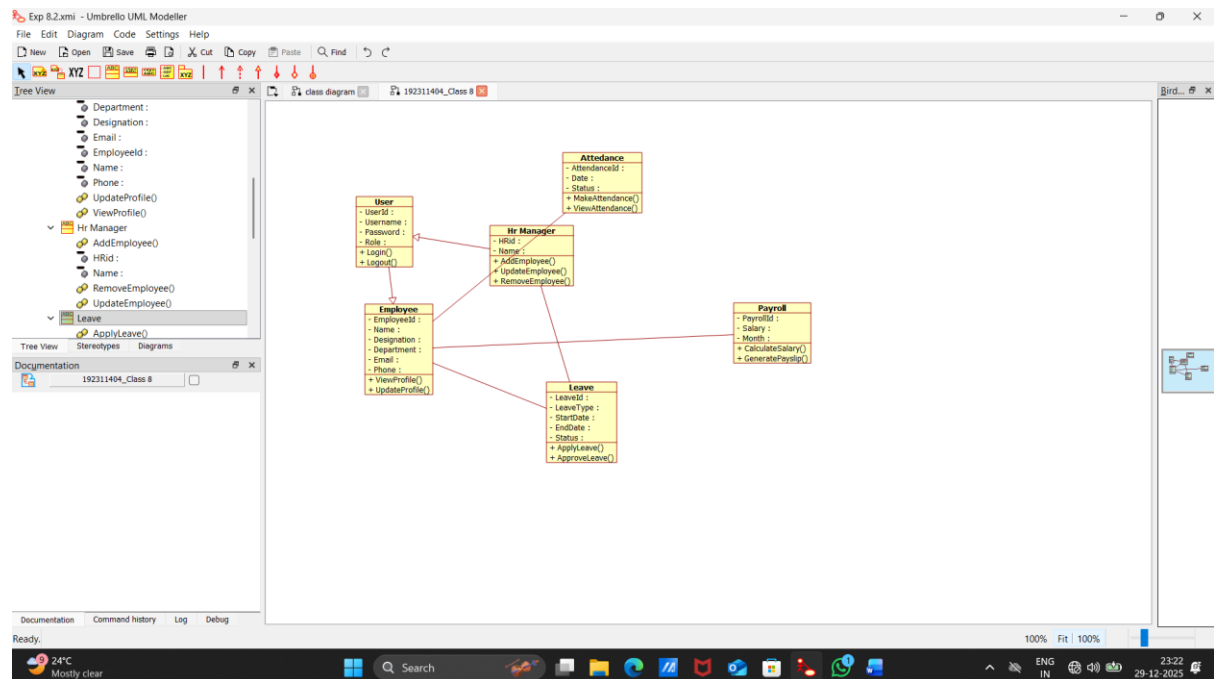 Exp 8.2.xmi - Umbrello UML Modeller
File Edit Diagram Code Settings Help
New Open Save Cut Copy Paste Find
XYZ
Tree View
Department :
Designation :
Email :
EmployeeId :
Name :
Phone :
UpdateProfile()
ViewProfile()
Hr Manager
AddEmployee()
HRid :
Name :
RemoveEmployee()
UpdateEmployee()
Leave
ApplyLeave()
Tree View Stereotypes Diagrams
Documentation
192311404_Class 8
Documentation Command history Log Debug
class diagram 192311404_Class 8
Bird...
Attedance
- AttendanceId :
- Date :
- Status :
+ MakeAttendance()
+ ViewAttendance()
User
- UserId :
- Username :
- Password :
- Role :
+ Login()
+ Logout()
Hr Manager
- HRid :
- Name :
+ AddEmployee()
+ UpdateEmployee()
+ RemoveEmployee()
Employee
- EmployeeId :
- Name :
- Designation :
- Department :
- Email :
- Phone :
+ ViewProfile()
+ UpdateProfile()
Payroll
- PayrollId :
- Salary :
- Month :
+ CalculateSalary()
+ GeneratePayslip()
Leave
- LeaveId :
- LeaveType :
- StartDate :
- EndDate :
- Status :
+ ApplyLeave()
+ ApproveLeave()
Ready.
100% Fit 100%
9
24°C
Mostly clear
Search
1
ENG
IN
23:22
29-12-2025